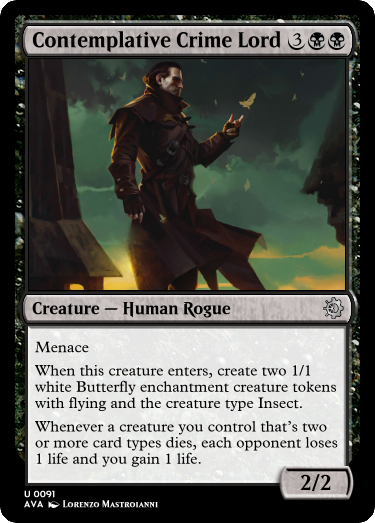 Contemplative Crime Lord 3
Creature — Human Rogue
Menace
When this creature enters, create two 1/1
white Butterfly enchantment creature tokens
with flying and the creature type Insect.
Whenever a creature you control that's two
or more card types dies, each opponent loses
1 life and you gain 1 life.
2/2
U 0091
AVA Lorenzo Mastroianni